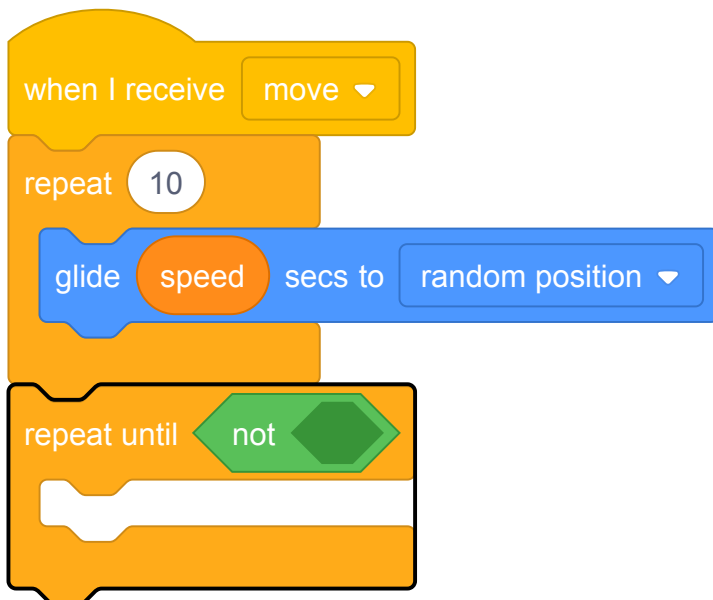 when I receive move
repeat 10
glide speed secs to random position
repeat until not